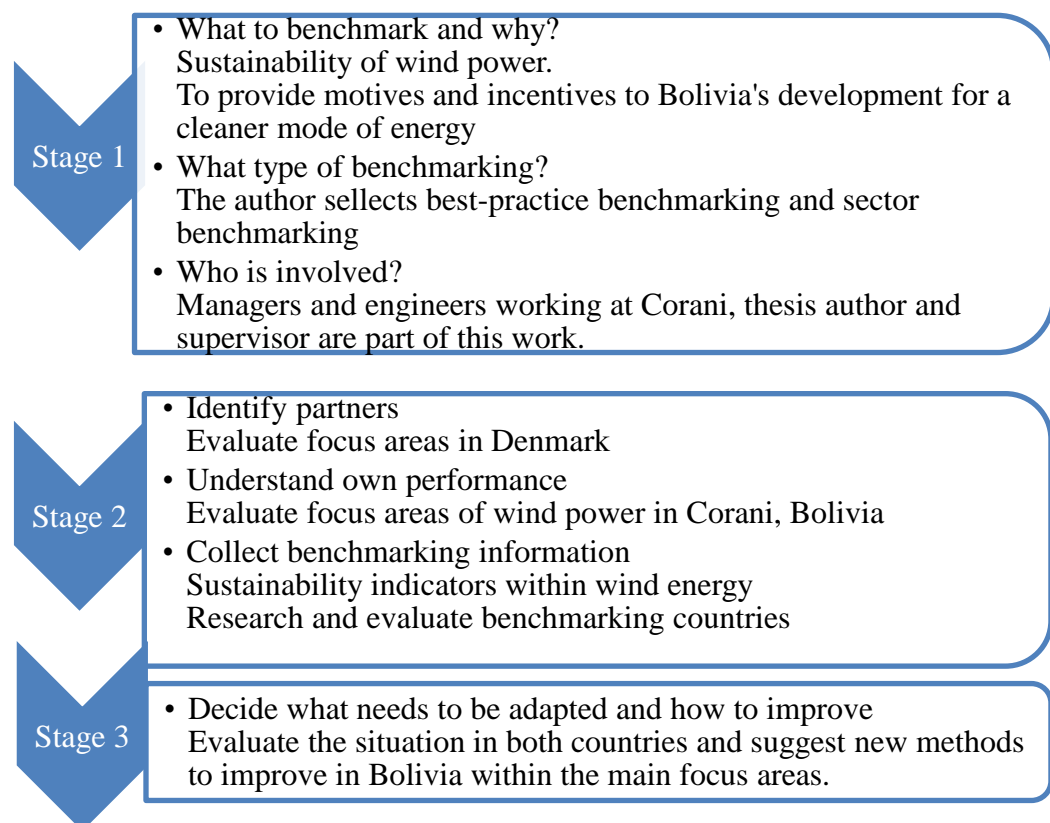 Stage 1
• What to benchmark and why?
Sustainability of wind power.
To provide motives and incentives to Bolivia's development for a
cleaner mode of energy
• What type of benchmarking?
The author sellects best-practice benchmarking and sector
benchmarking
• Who is involved?
Managers and engineers working at Corani, thesis author and
supervisor are part of this work.
Stage 2
• Identify partners
Evaluate focus areas in Denmark
• Understand own performance
Evaluate focus areas of wind power in Corani, Bolivia
• Collect benchmarking information
Sustainability indicators within wind energy
Research and evaluate benchmarking countries
Stage 3
• Decide what needs to be adapted and how to improve
Evaluate the situation in both countries and suggest new methods
to improve in Bolivia within the main focus areas.